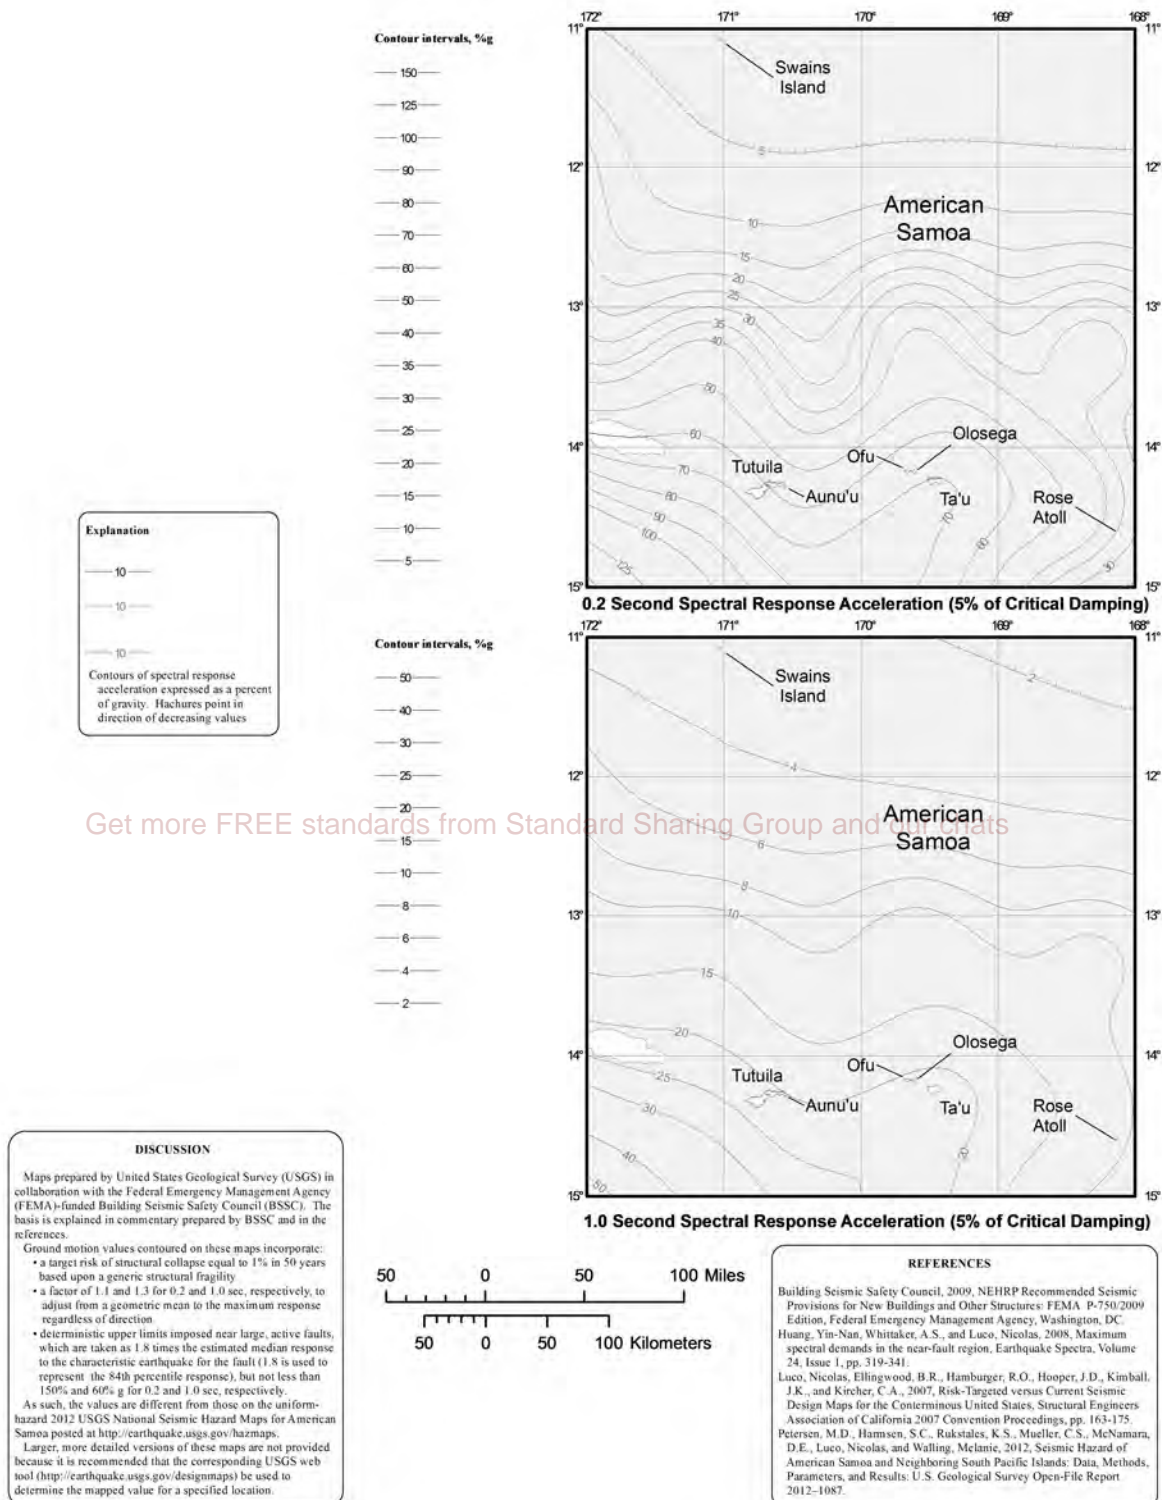 Contour intervals, %g
150
125
100
90
80
70
60
50
40
35
30
25
20
15
10
5
172°
171°
170°
169°
168°
11°
11°
Swains
Island
5
12°
12°
American
Samoa
10
15
20
25
30
35
40
13°
13°
50
60
14°
14°
Olosega
Ofu
Tutuila
Aunu'u
Ta'u
Rose
Atoll
70
80
90
100
125
70
60
30
15°
15°
0.2 Second Spectral Response Acceleration (5% of Critical Damping)
Explanation
10
10
10
Contours of spectral response
acceleration expressed as a percent
of gravity. Hachures point in
direction of decreasing values
Contour intervals, %g
50
40
30
25
20
15
10
8
6
4
2
172°
171°
170°
169°
168°
11°
11°
2
Swains
Island
4
12°
12°
American
Samoa
Get more FREE standards from Standard Sharing Group and our chats
6
8
10
13°
13°
15
20
14°
14°
Olosega
Ofu
Tutuila
Aunu'u
Ta'u
Rose
Atoll
25
30
40
50
20
15°
15°
1.0 Second Spectral Response Acceleration (5% of Critical Damping)
DISCUSSION
Maps prepared by United States Geological Survey (USGS) in
collaboration with the Federal Emergency Management Agency
(FEMA)-funded Building Seismic Safety Council (BSSC). The
basis is explained in commentary prepared by BSSC and in the
references.
Ground motion values contoured on these maps incorporate:
• a target risk of structural collapse equal to 1% in 50 years
based upon a generic structural fragility
• a factor of 1.1 and 1.3 for 0.2 and 1.0 sec, respectively, to
adjust from a geometric mean to the maximum response
regardless of direction
• deterministic upper limits imposed near large, active faults,
which are taken as 1.8 times the estimated median response
to the characteristic earthquake for the fault (1.8 is used to
represent the 84th percentile response), but not less than
150% and 60% g for 0.2 and 1.0 sec, respectively.
As such, the values are different from those on the uniform-
hazard 2012 USGS National Seismic Hazard Maps for American
Samoa posted at http://earthquake.usgs.gov/hazmaps.
Larger, more detailed versions of these maps are not provided
because it is recommended that the corresponding USGS web
tool (http://earthquake.usgs.gov/designmaps) be used to
determine the mapped value for a specified location.
50 0 50 100 Miles
50 0 50 100 Kilometers
REFERENCES
Building Seismic Safety Council, 2009, NEHRP Recommended Seismic
Provisions for New Buildings and Other Structures: FEMA P-750/2009
Edition, Federal Emergency Management Agency, Washington, DC.
Huang, Yin-Nan, Whittaker, A.S., and Luco, Nicolas, 2008, Maximum
spectral demands in the near-fault region, Earthquake Spectra, Volume
24, Issue 1, pp. 319-341.
Luco, Nicolas, Ellingwood, B.R., Hamburger, R.O., Hooper, J.D., Kimball,
J.K., and Kircher, C.A., 2007, Risk-Targeted versus Current Seismic
Design Maps for the Conterminous United States, Structural Engineers
Association of California 2007 Convention Proceedings, pp. 163-175.
Petersen, M.D., Harmsen, S.C., Rukstales, K.S., Mueller, C.S., McNamara,
D.E., Luco, Nicolas, and Walling, Melanie, 2012, Seismic Hazard of
American Samoa and Neighboring South Pacific Islands: Data, Methods,
Parameters, and Results: U.S. Geological Survey Open-File Report
2012–1087.